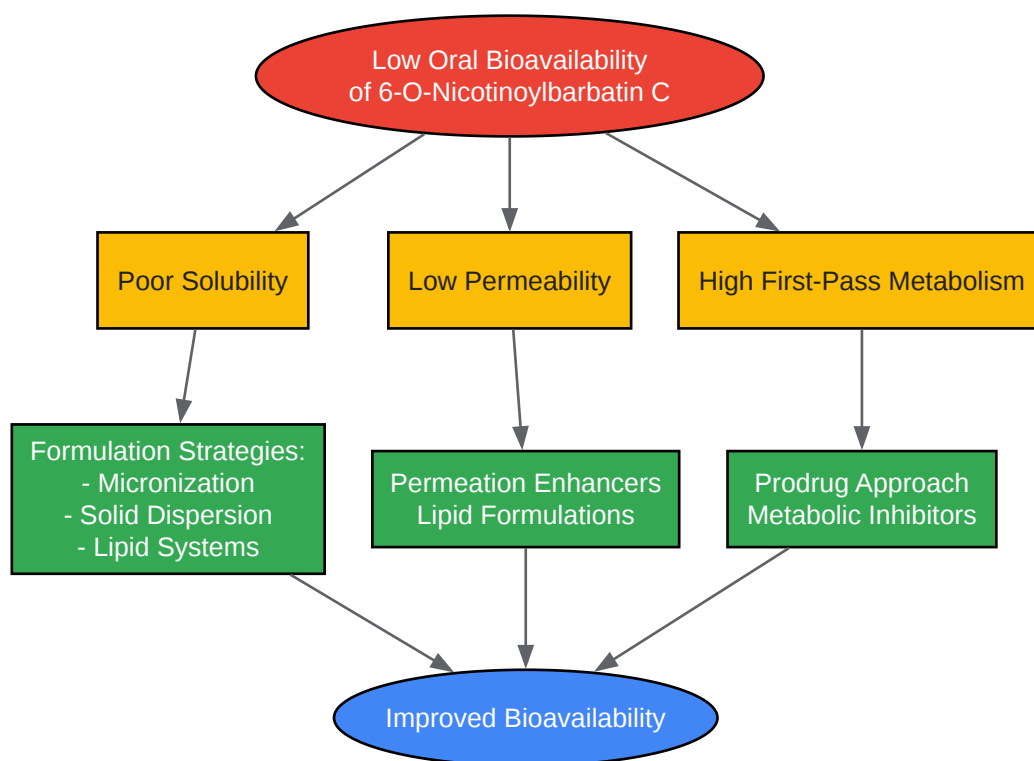 Low Oral Bioavailability
of 6-O-Nicotinoylbarbatin C
Poor Solubility
Low Permeability
High First-Pass Metabolism
Formulation Strategies:
- Micronization
- Solid Dispersion
- Lipid Systems
Permeation Enhancers
Lipid Formulations
Prodrug Approach
Metabolic Inhibitors
Improved Bioavailability